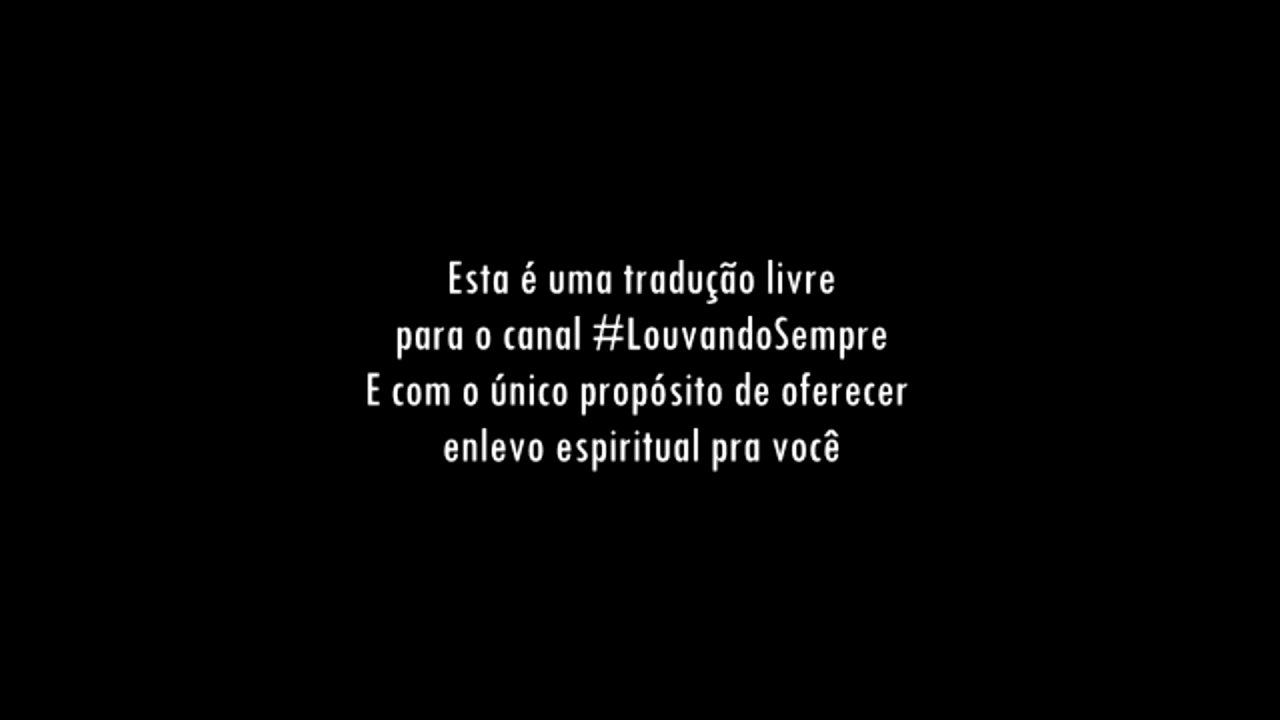 Esta é uma tradução livre
para o canal #LouvandoSempre
E com o único propósito de oferecer
enlevo espiritual pra você